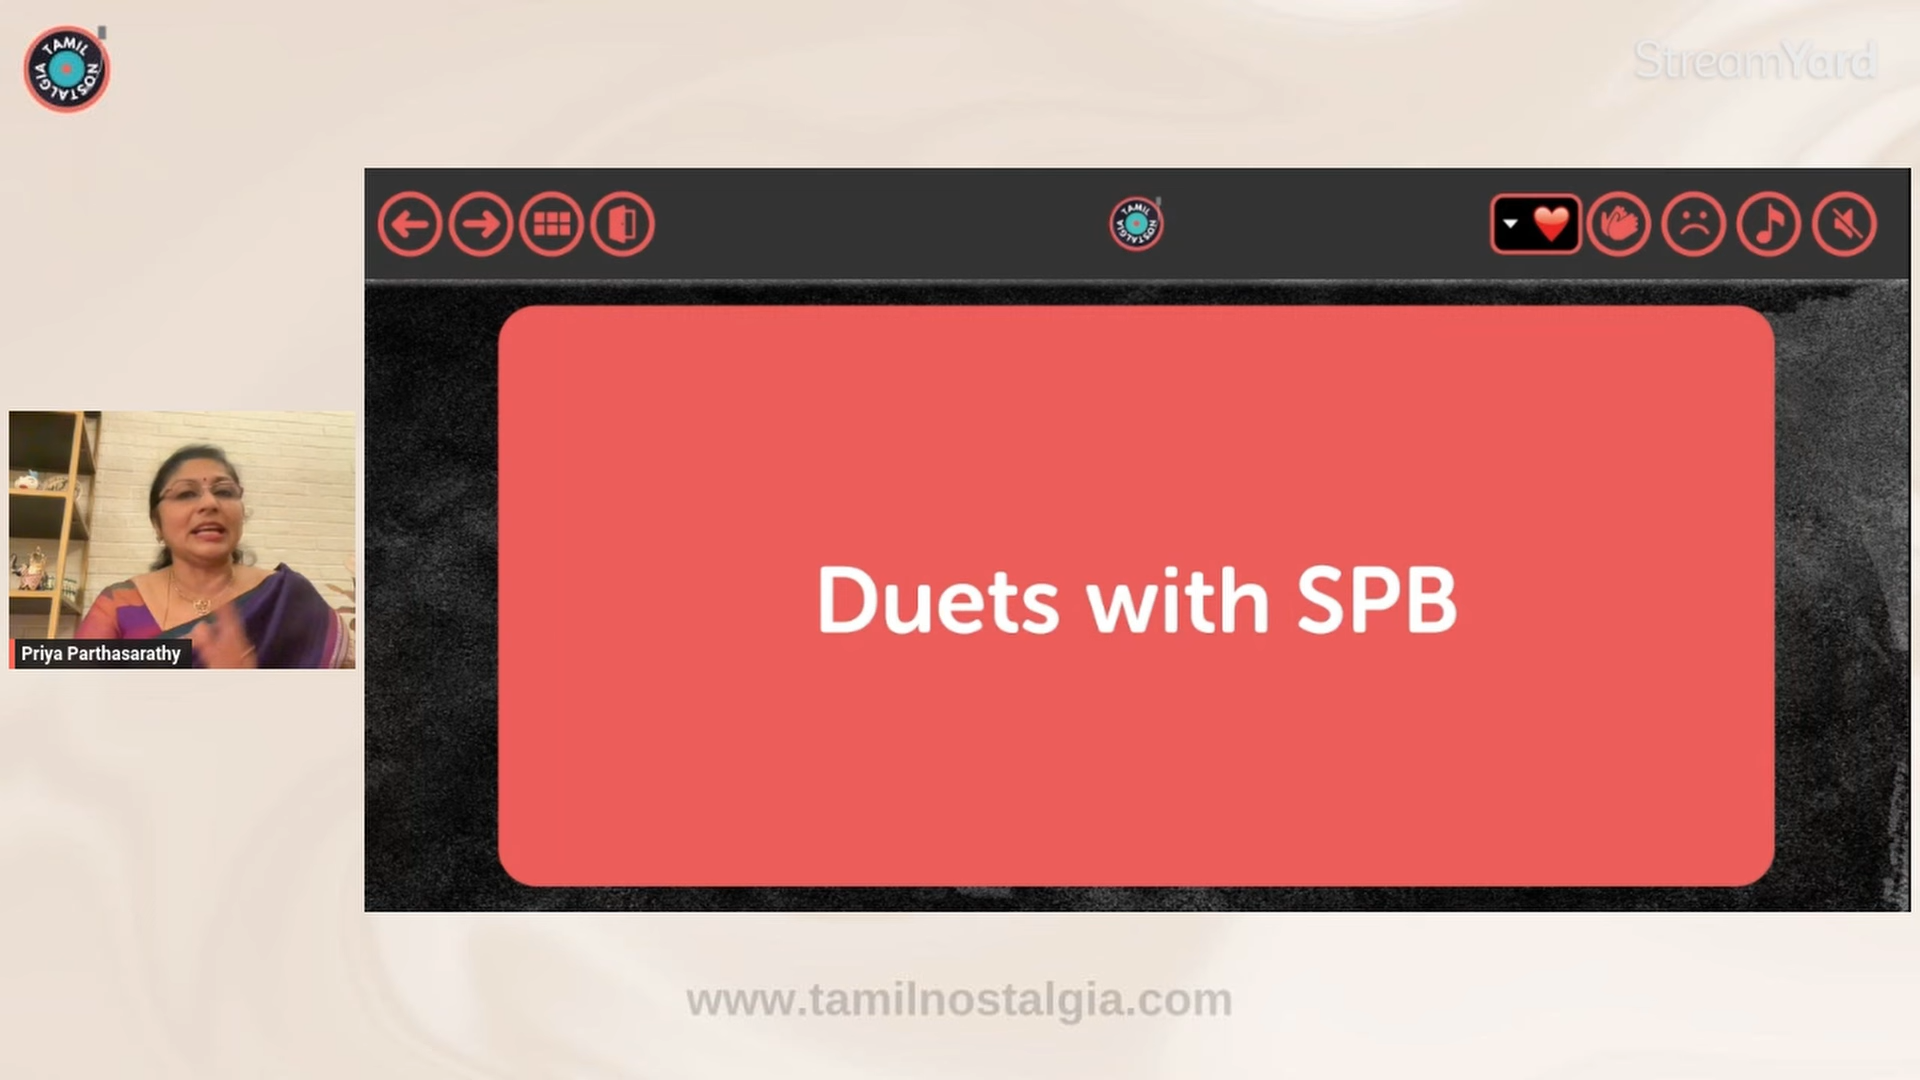 TAMIL NOSTALGIA
StreamYard
TAMIL NOSTALGIA
Duets with SPB
Priya Parthasarathy
www.tamilnostalgia.com